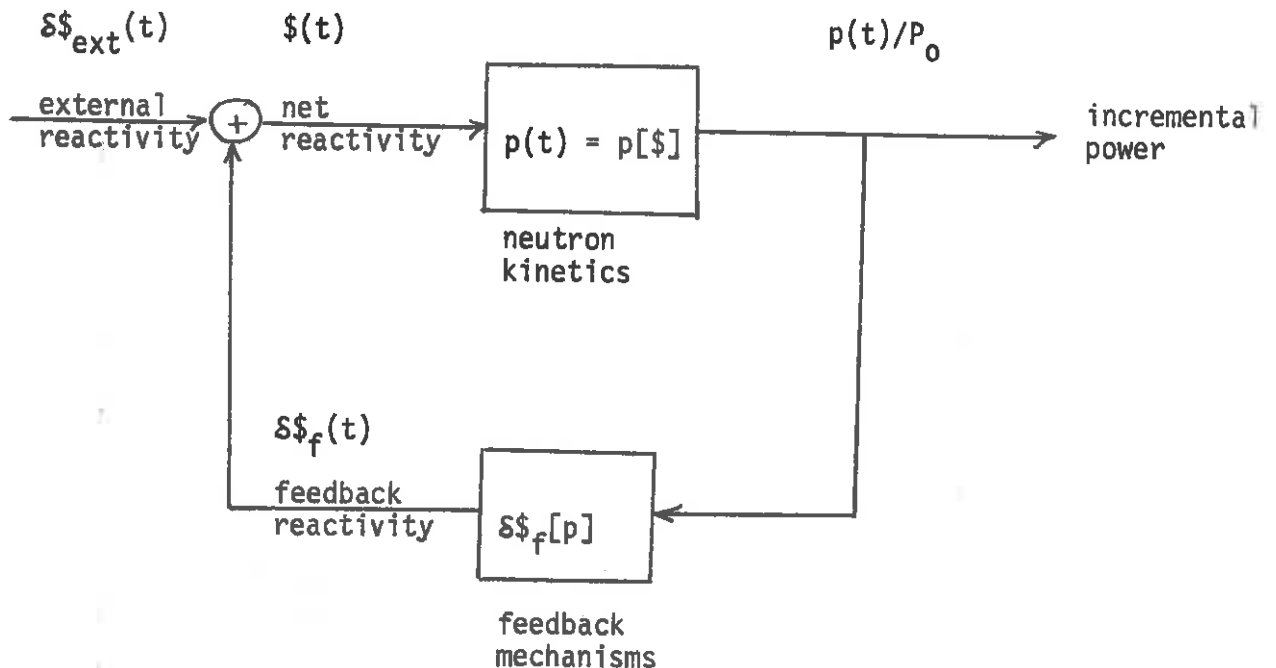 δ$ext(t)
$(t)
p(t)/Po
external
reactivity
+
net
reactivity
p(t) = p[$]
incremental
power
neutron
kinetics
δ$f(t)
feedback
reactivity
δ$f[p]
feedback
mechanisms